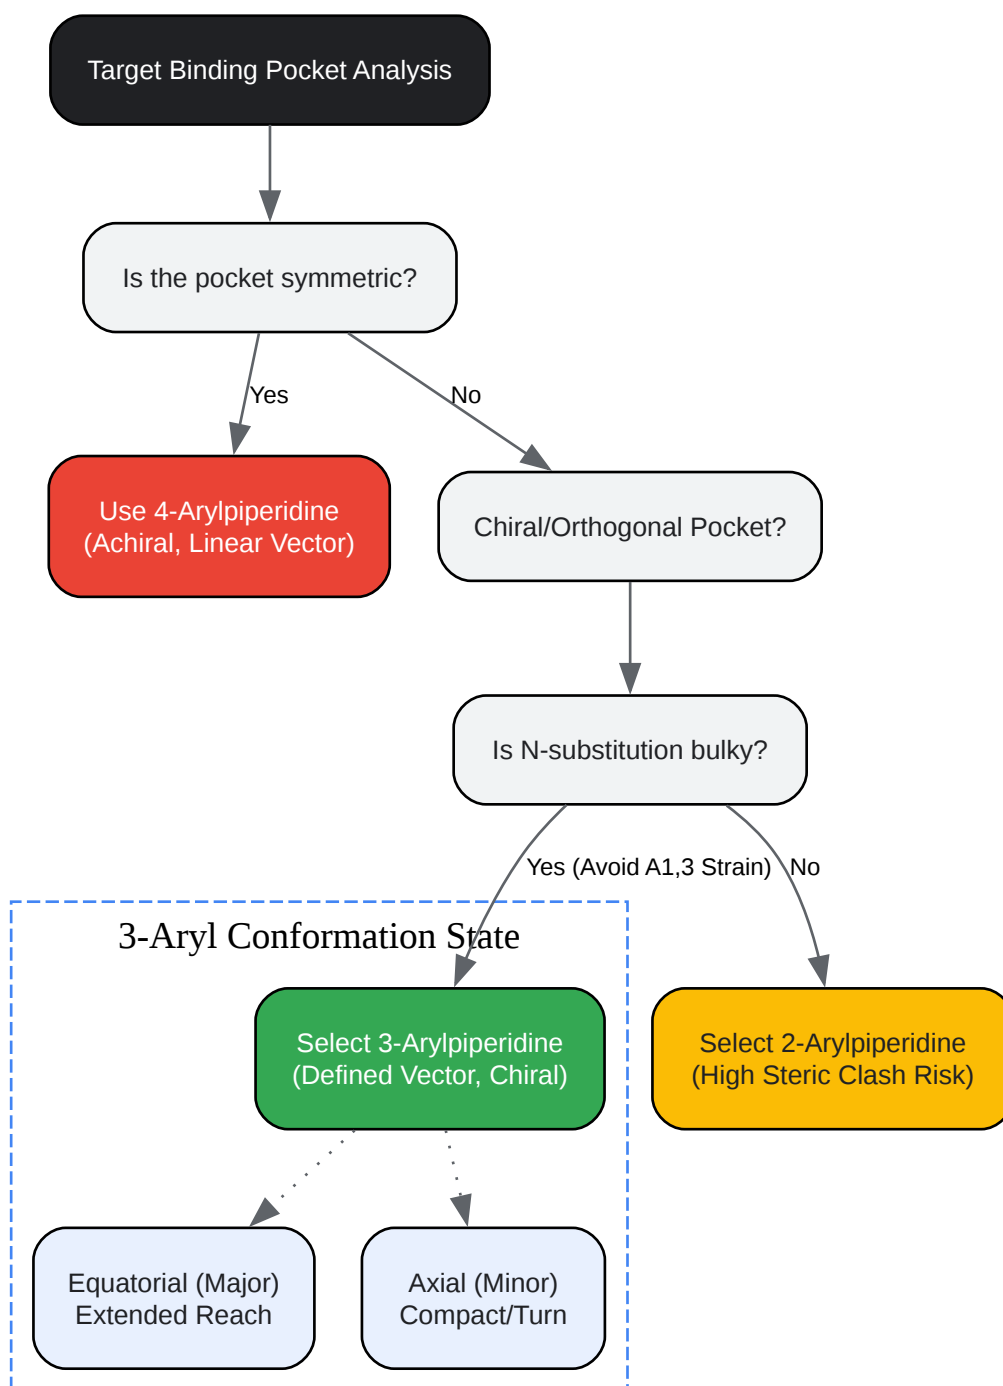 Target Binding Pocket Analysis
Is the pocket symmetric?
Yes
No
Use 4-Arylpiperidine
(Achiral, Linear Vector)
Chiral/Orthogonal Pocket?
Is N-substitution bulky?
Yes (Avoid A1,3 Strain)
No
3-Aryl Conformation State
Select 3-Arylpiperidine
(Defined Vector, Chiral)
Select 2-Arylpiperidine
(High Steric Clash Risk)
Equatorial (Major)
Extended Reach
Axial (Minor)
Compact/Turn